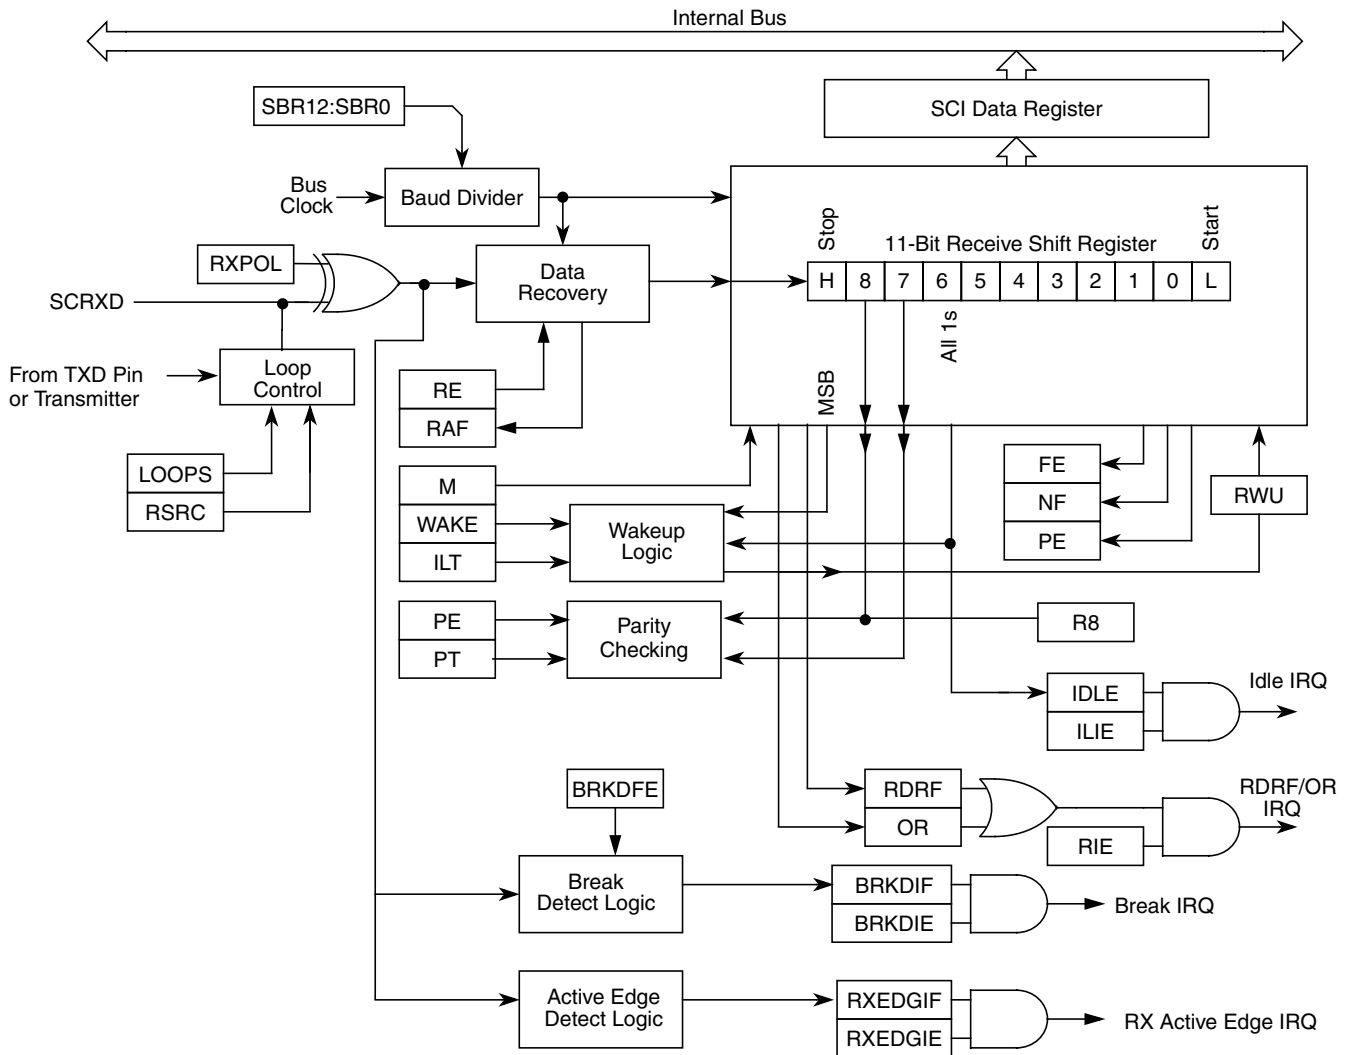 Internal Bus
SBR12:SBR0
SCI Data Register
Bus
Clock
Baud Divider
RXPOL
SCRXD
Data
Recovery
Stop
11-Bit Receive Shift Register
Start
H 8 7 6 5 4 3 2 1 0 L
All 1s
MSB
From TXD Pin
or Transmitter
Loop
Control
RE
RAF
LOOPS
RSRC
M
WAKE
ILT
Wakeup
Logic
FE
NF
PE
RWU
PE
PT
Parity
Checking
R8
IDLE
ILIE
Idle IRQ
BRKDFE
RDRF
OR
RIE
RDRF/OR
IRQ
Break
Detect Logic
BRKDIF
BRKDIE
Break IRQ
Active Edge
Detect Logic
RXEDGIF
RXEDGIE
RX Active Edge IRQ